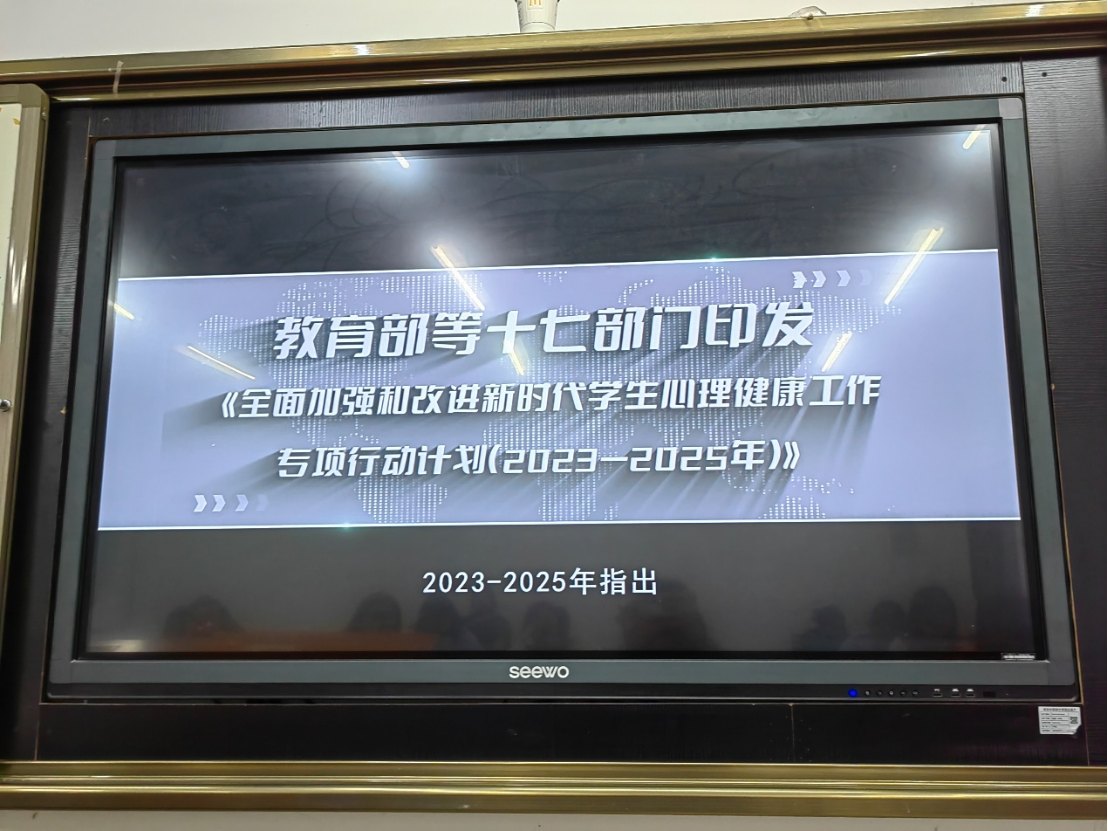 教育部等十七部门印发
《全面加强和改进新时代学生心理健康工作
专项行动计划(2023—2025年)》
2023-2025年指出
seewo